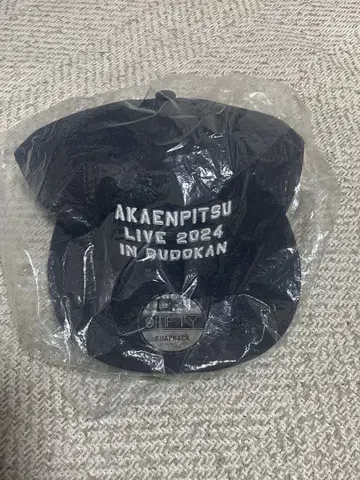 AKAENPITSU
LIVE 2024
IN BUDOKAN
SNAPBACK